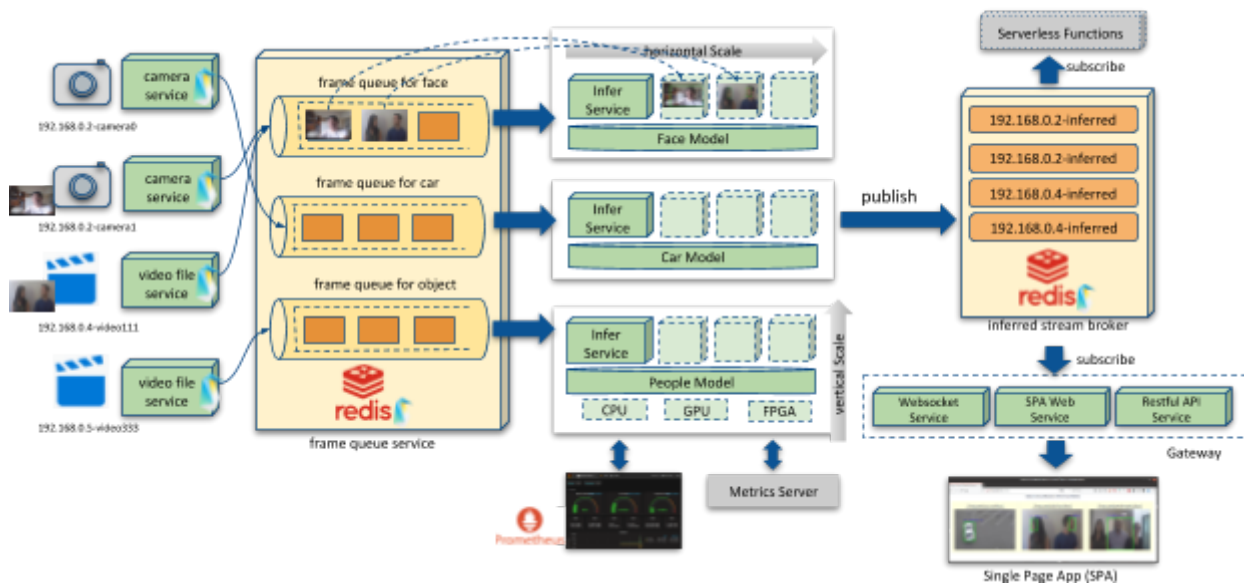 camera
service
192.168.0.2-camera0
camera
service
192.168.0.2-camera1
video file
service
192.168.0.4-video111
video file
service
192.168.0.5-video333
frame queue for face
frame queue for car
frame queue for object
redis
frame queue service
horizontal Scale
Infer
Service
Face Model
Infer
Service
Car Model
Infer
Service
People Model
CPU
GPU
FPGA
vertical Scale
Prometheus
Metrics Server
publish
Serverless Functions
subscribe
192.168.0.2-inferred
192.168.0.2-inferred
192.168.0.4-inferred
192.168.0.4-inferred
redis
inferred stream broker
subscribe
Websocket
Service
SPA Web
Service
Restful API
Service
Gateway
Single Page App (SPA)